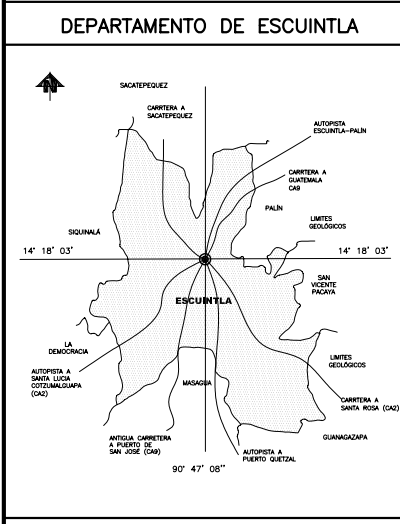 DEPARTAMENTO DE ESCUINTLA
N
SACATEPEQUEZ
CARRTERA A
SACATEPEQUEZ
AUTOPISTA
ESCUINTLA-PALÍN
CARRTERA A
GUATEMALA
CA9
PALÍN
SIQUINALÁ
LIMITES
GEOLÓGICOS
14° 18' 03"
14° 18' 03"
SAN
VICENTE
PACAYA
ESCUINTLA
LA
DEMOCRACIA
AUTOPISTA A
SANTA LUCIA
COTZUMALGUAPA
(CA2)
MASAGUA
LIMITES
GEOLÓGICOS
CARRTERA A
SANTA ROSA (CA2)
GUANAGAZAPA
ANTIGUA CARRETERA
A PUERTO DE
SAN JOSÉ (CA9)
AUTOPISTA A
PUERTO QUETZAL
90° 47' 08"